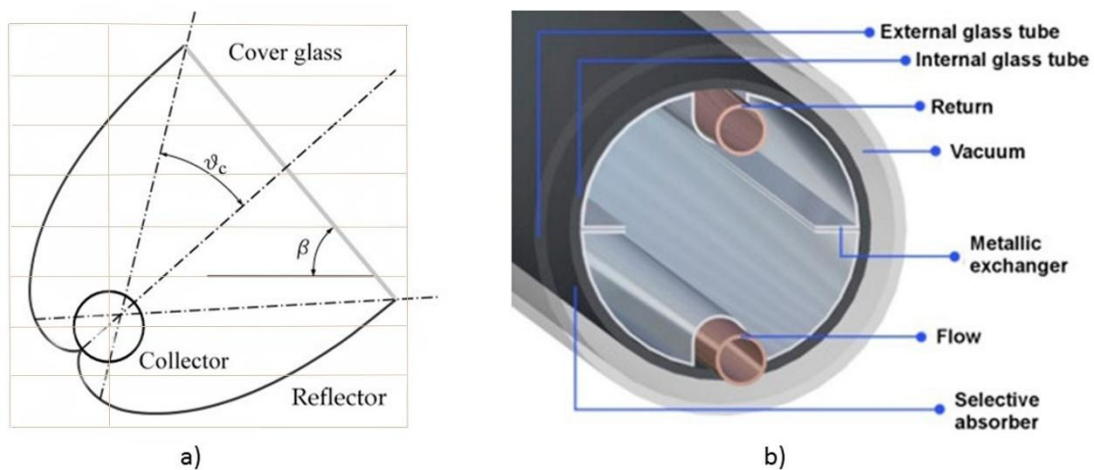 Cover glass
ϑc
β
Collector
Reflector
a)
External glass tube
Internal glass tube
Return
Vacuum
Metallic
exchanger
Flow
Selective
absorber
b)